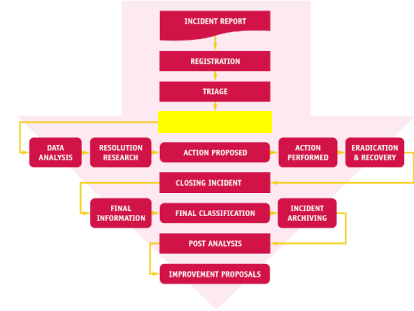 INCIDENT REPORT
REGISTRATION
TRIAGE
DATA
ANALYSIS
RESOLUTION
RESEARCH
ACTION PROPOSED
ACTION
PERFORMED
ERADICATION
& RECOVERY
CLOSING INCIDENT
FINAL
INFORMATION
FINAL CLASSIFICATION
INCIDENT
ARCHIVING
POST ANALYSIS
IMPROVEMENT PROPOSALS